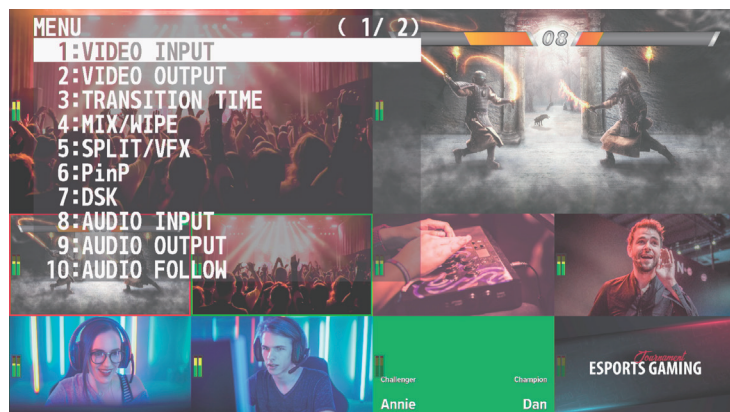 MENU ( 1/ 2)
1:VIDEO INPUT
2:VIDEO OUTPUT
3:TRANSITION TIME
4:MIX/WIPE
5:SPLIT/VFX
6:PinP
7:DSK
8:AUDIO INPUT
9:AUDIO OUTPUT
10:AUDIO FOLLOW
08
Challenger Champion
Annie Dan
Tournament
ESPORTS GAMING